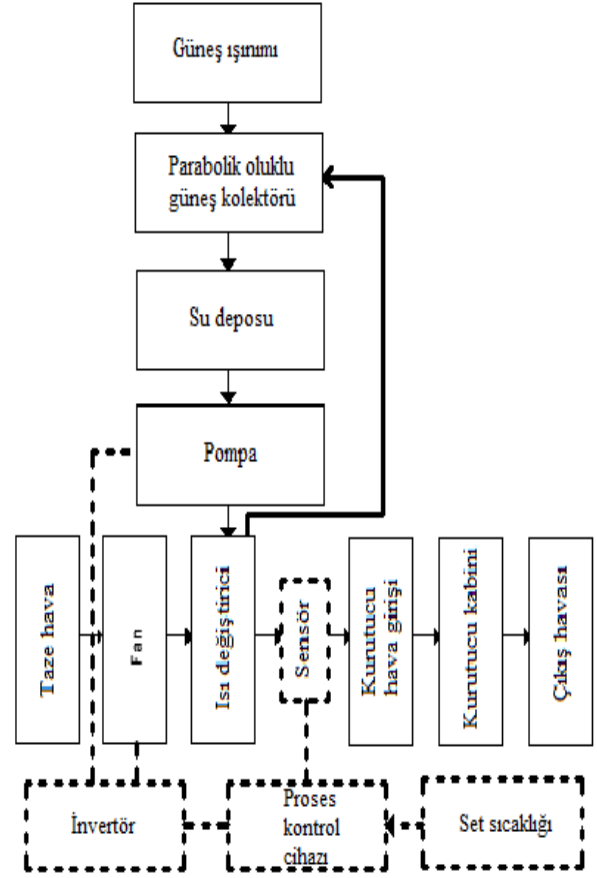 Güneş ışınımı
Parabolik oluklu
güneş kolektörü
Su deposu
Pompa
Taze hava
Fan
Isı değiştirici
Sensör
Kurutucu
hava girişi
Kurutucu kabini
Çıkış havası
İnvertör
Proses
kontrol
cihazı
Set sıcaklığı